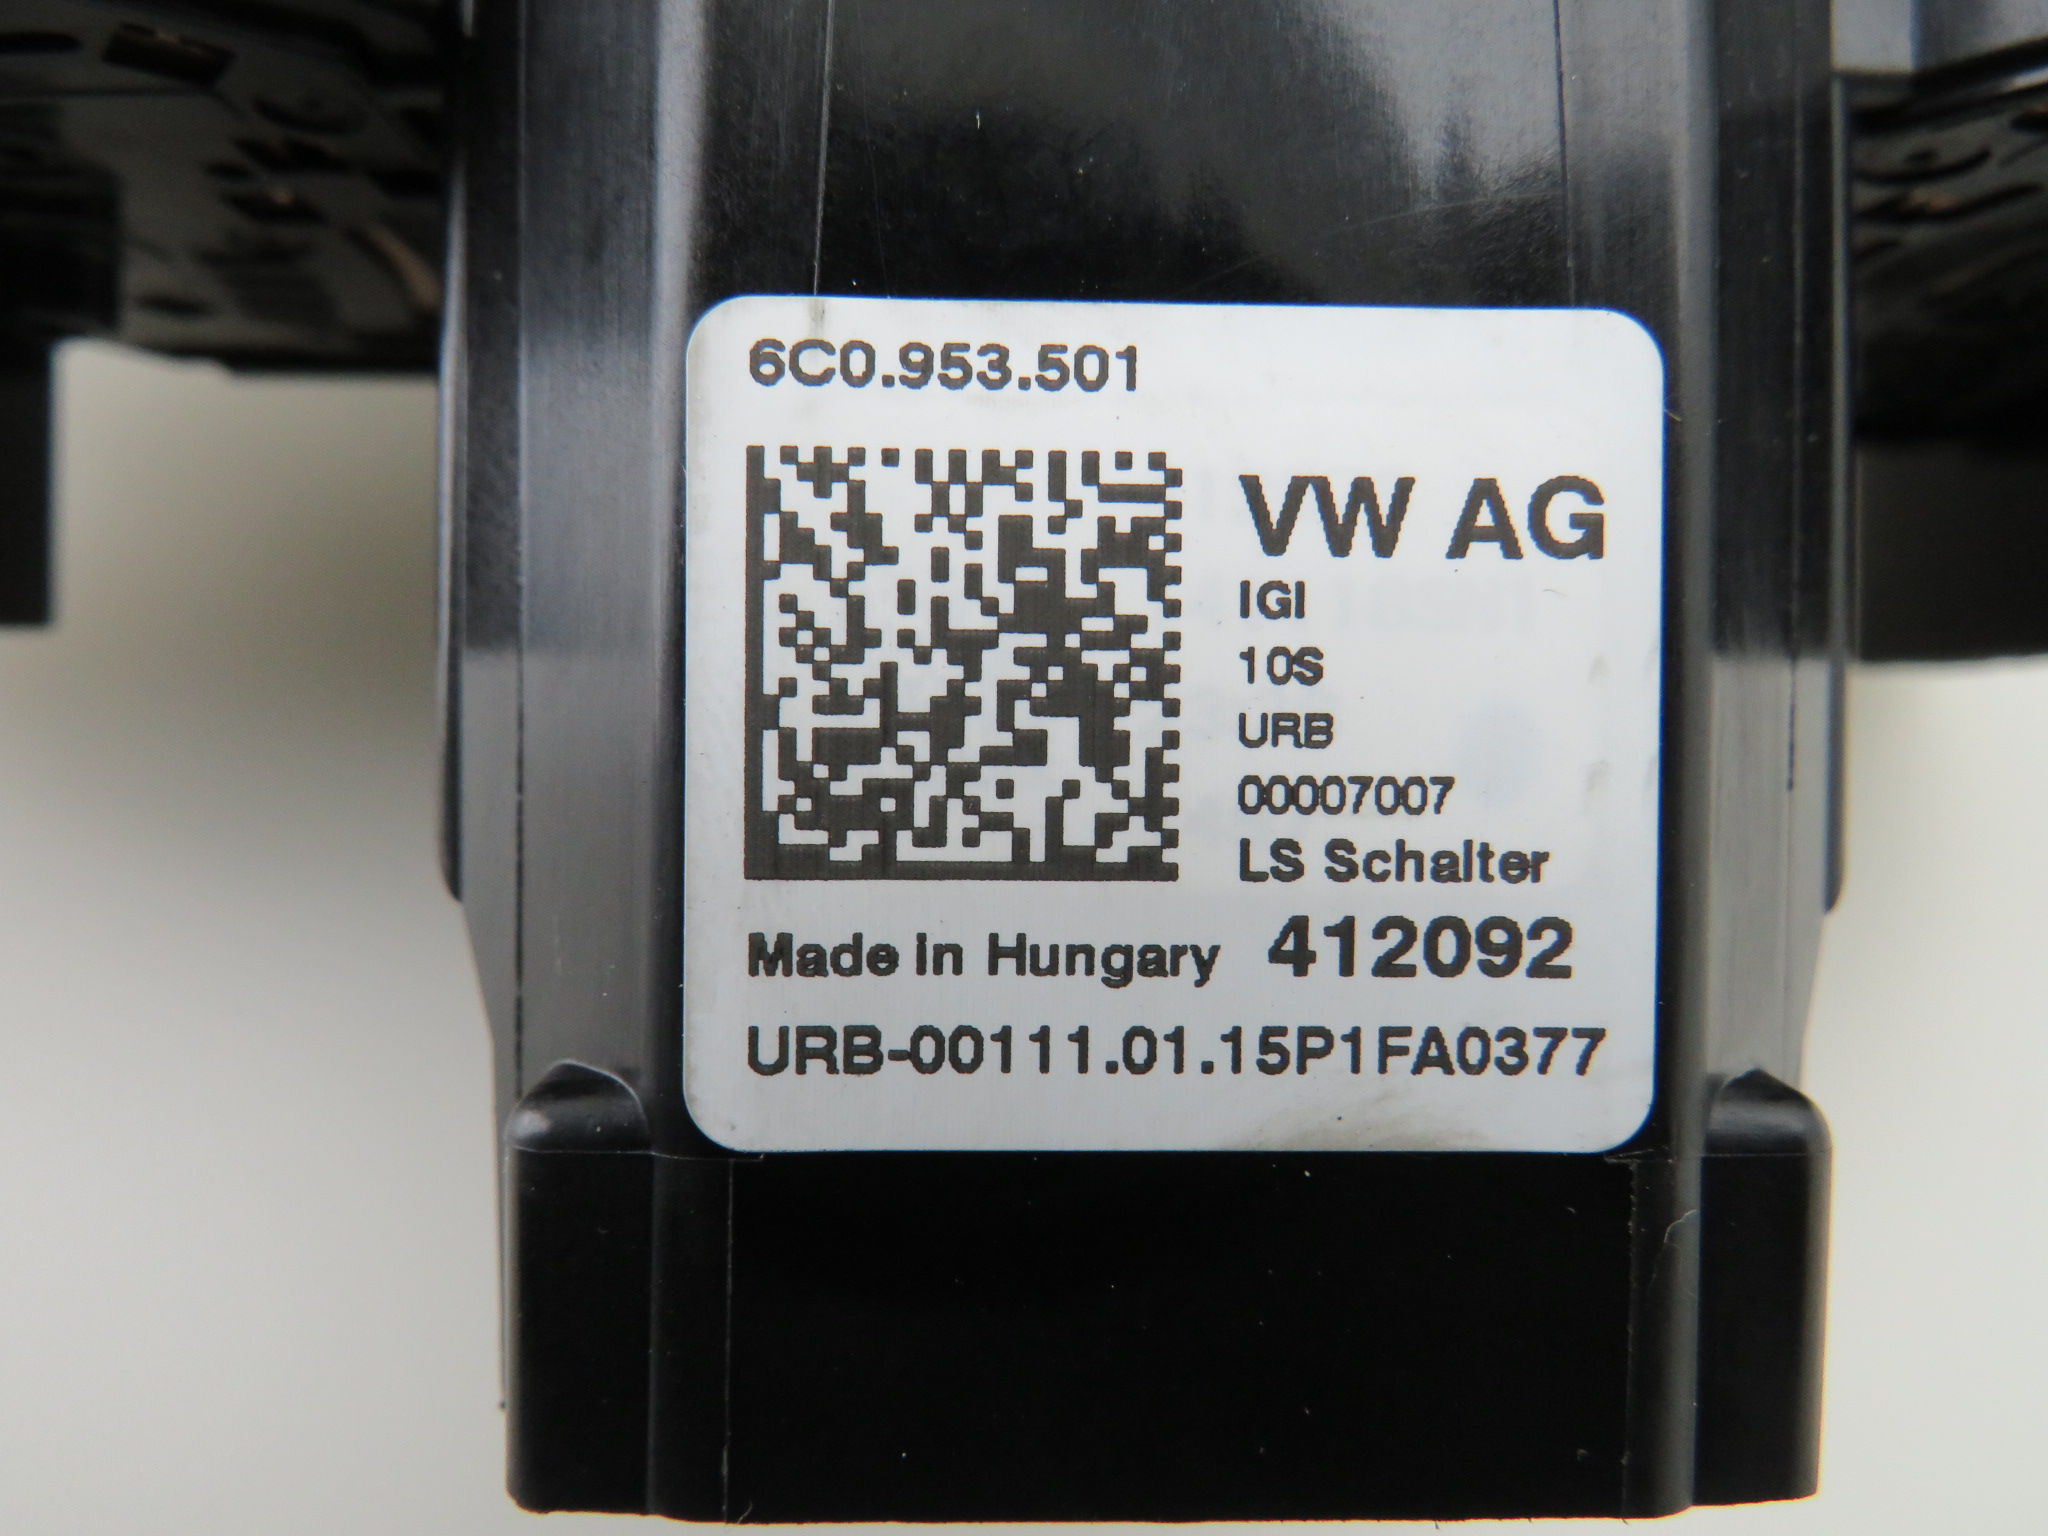 6C0.953.501
VW AG
IGI
10S
URB
00007007
LS Schalter
Made in Hungary 412092
URB-00111.01.15P1FA0377